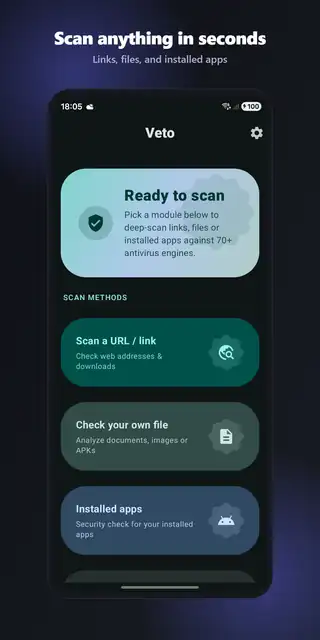 Scan anything in seconds
Links, files, and installed apps
18:05
100
Veto
Ready to scan
Pick a module below to
deep-scan links, files or
installed apps against 70+
antivirus engines.
SCAN METHODS
Scan a URL / link
Check web addresses &
downloads
Check your own file
Analyze documents, images or
APKs
Installed apps
Security check for your installed
apps